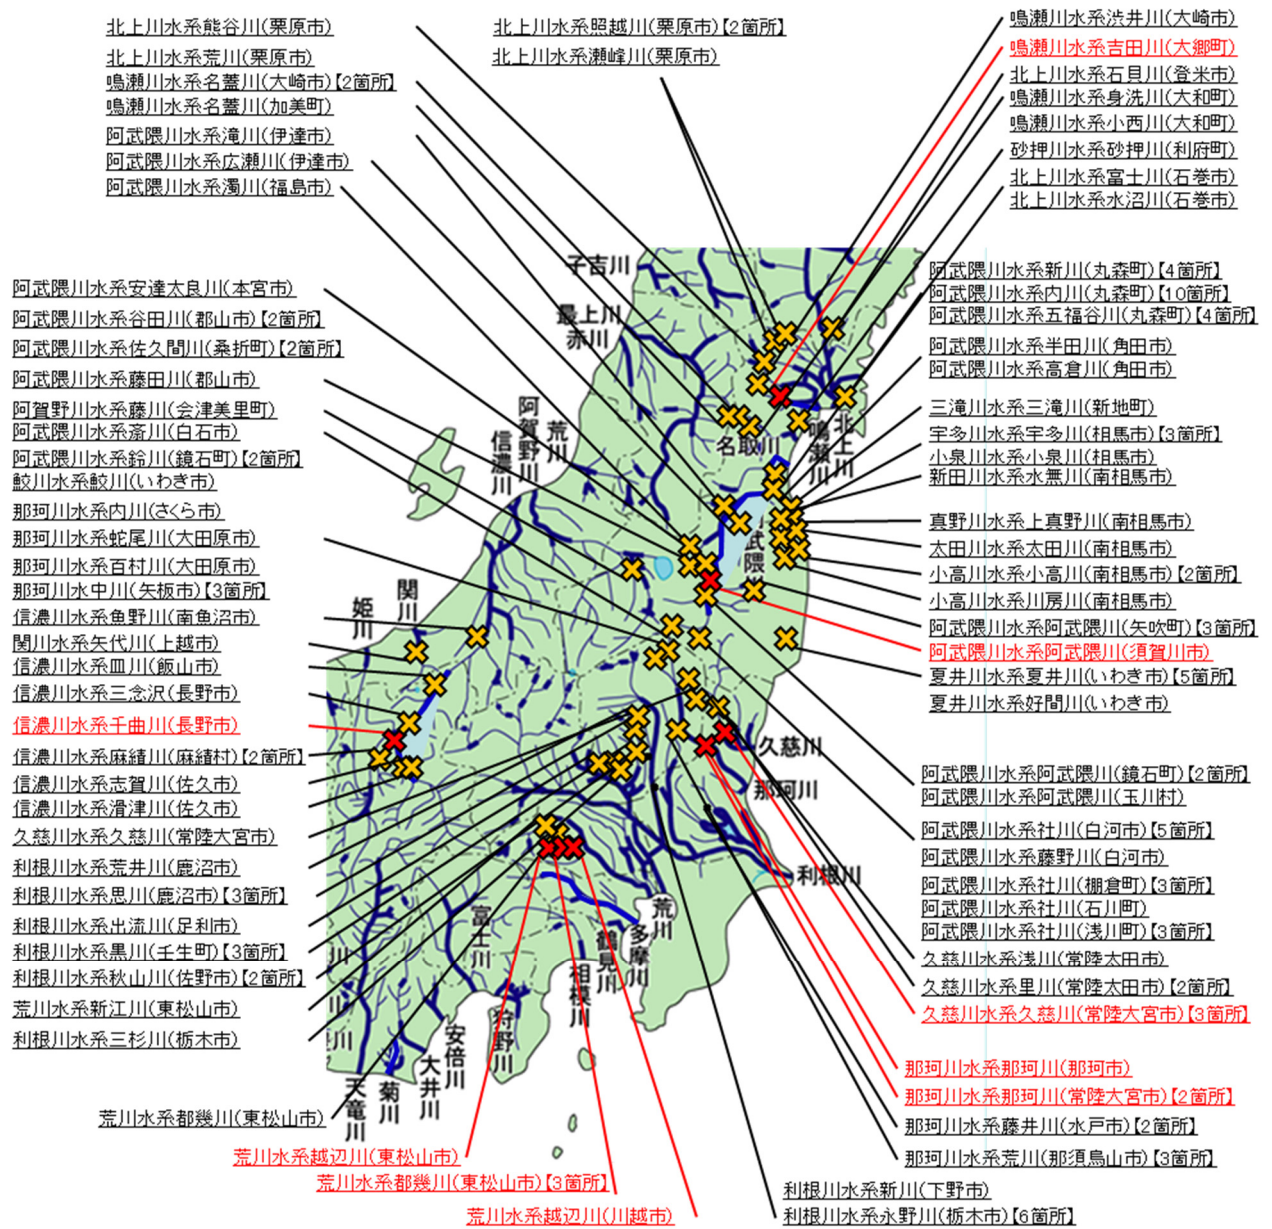 北上川水系熊谷川(栗原市)
北上川水系荒川(栗原市)
鳴瀬川水系名蓋川(大崎市)【2箇所】
鳴瀬川水系名蓋川(加美町)
阿武隈川水系滝川(伊達市)
阿武隈川水系広瀬川(伊達市)
阿武隈川水系濁川(福島市)
北上川水系照越川(栗原市)【2箇所】
北上川水系瀬峰川(栗原市)
鳴瀬川水系渋井川(大崎市)
鳴瀬川水系吉田川(大郷町)
北上川水系石貝川(登米市)
鳴瀬川水系身洗川(大和町)
鳴瀬川水系小西川(大和町)
砂押川水系砂押川(利府町)
北上川水系富士川(石巻市)
北上川水系水沼川(石巻市)
阿武隈川水系安達太良川(本宮市)
阿武隈川水系谷田川(郡山市)【2箇所】
阿武隈川水系佐久間川(桑折町)【2箇所】
阿武隈川水系藤田川(郡山市)
阿賀野川水系藤川(会津美里町)
阿武隈川水系斎川(白石市)
阿武隈川水系鈴川(鏡石町)【2箇所】
鮫川水系鮫川(いわき市)
那珂川水系内川(さくら市)
那珂川水系蛇尾川(大田原市)
那珂川水系百村川(大田原市)
那珂川水中川(矢板市)【3箇所】
信濃川水系魚野川(南魚沼市)
関川水系矢代川(上越市)
信濃川水系皿川(飯山市)
信濃川水系三念沢(長野市)
信濃川水系千曲川(長野市)
信濃川水系麻績川(麻績村)【2箇所】
信濃川水系志賀川(佐久市)
信濃川水系滑津川(佐久市)
久慈川水系久慈川(常陸大宮市)
利根川水系荒井川(鹿沼市)
利根川水系思川(鹿沼市)【3箇所】
利根川水系出流川(足利市)
利根川水系黒川(壬生町)【3箇所】
利根川水系秋山川(佐野市)【2箇所】
荒川水系新江川(東松山市)
利根川水系三杉川(栃木市)
荒川水系都幾川(東松山市)
荒川水系越辺川(東松山市)
荒川水系都幾川(東松山市)【3箇所】
荒川水系越辺川(川越市)
子吉川
最上川
赤川
荒川
阿賀野川
信濃川
関川
姫川
名取川
鳴瀬川
北上川
阿武隈川
久慈川
那珂川
利根川
荒川
多摩川
鶴見川
相模川
富士川
狩野川
安倍川
大井川
菊川
天竜川
川
川
川
阿武隈川水系新川(丸森町)【4箇所】
阿武隈川水系内川(丸森町)【10箇所】
阿武隈川水系五福谷川(丸森町)【4箇所】
阿武隈川水系半田川(角田市)
阿武隈川水系高倉川(角田市)
三滝川水系三滝川(新地町)
宇多川水系宇多川(相馬市)【3箇所】
小泉川水系小泉川(相馬市)
新田川水系水無川(南相馬市)
真野川水系上真野川(南相馬市)
太田川水系太田川(南相馬市)
小高川水系小高川(南相馬市)【2箇所】
小高川水系川房川(南相馬市)
阿武隈川水系阿武隈川(矢吹町)【3箇所】
阿武隈川水系阿武隈川(須賀川市)
夏井川水系夏井川(いわき市)【5箇所】
夏井川水系好間川(いわき市)
阿武隈川水系阿武隈川(鏡石町)【2箇所】
阿武隈川水系阿武隈川(玉川村)
阿武隈川水系社川(白河市)【5箇所】
阿武隈川水系藤野川(白河市)
阿武隈川水系社川(棚倉町)【3箇所】
阿武隈川水系社川(石川町)
阿武隈川水系社川(浅川町)【3箇所】
久慈川水系浅川(常陸太田市)
久慈川水系里川(常陸太田市)【2箇所】
久慈川水系久慈川(常陸大宮市)【3箇所】
那珂川水系那珂川(那珂市)
那珂川水系那珂川(常陸大宮市)【2箇所】
那珂川水系藤井川(水戸市)【2箇所】
那珂川水系荒川(那須烏山市)【3箇所】
利根川水系新川(下野市)
利根川水系永野川(栃木市)【6箇所】